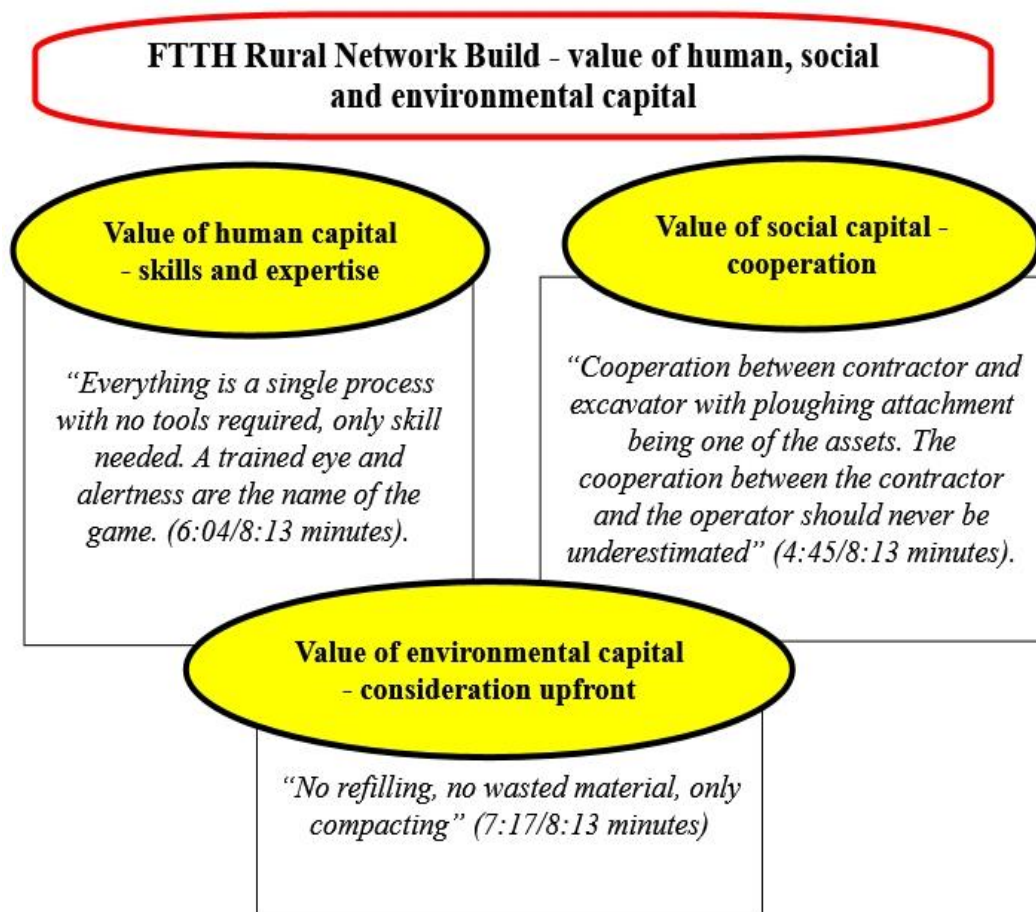 FTTH Rural Network Build - value of human, social
and environmental capital
Value of human capital
- skills and expertise
“Everything is a single process
with no tools required, only skill
needed. A trained eye and
alertness are the name of the
game. (6:04/8:13 minutes).
Value of social capital -
cooperation
“Cooperation between contractor and
excavator with ploughing attachment
being one of the assets. The
cooperation between the contractor
and the operator should never be
underestimated” (4:45/8:13 minutes).
Value of environmental capital
- consideration upfront
“No refilling, no wasted material, only
compacting” (7:17/8:13 minutes)